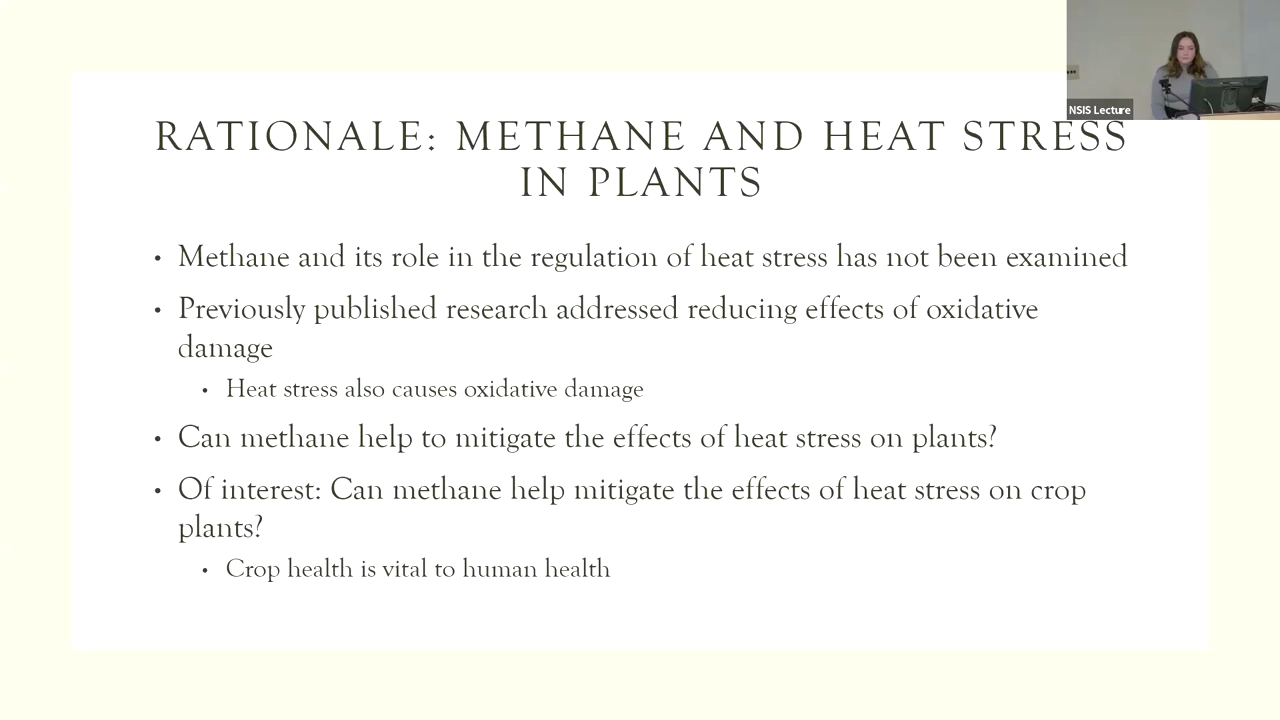 NSIS Lecture
RATIONALE: METHANE AND HEAT STRESS
IN PLANTS
• Methane and its role in the regulation of heat stress has not been examined
• Previously published research addressed reducing effects of oxidative
damage
• Heat stress also causes oxidative damage
• Can methane help to mitigate the effects of heat stress on plants?
• Of interest: Can methane help mitigate the effects of heat stress on crop
plants?
• Crop health is vital to human health